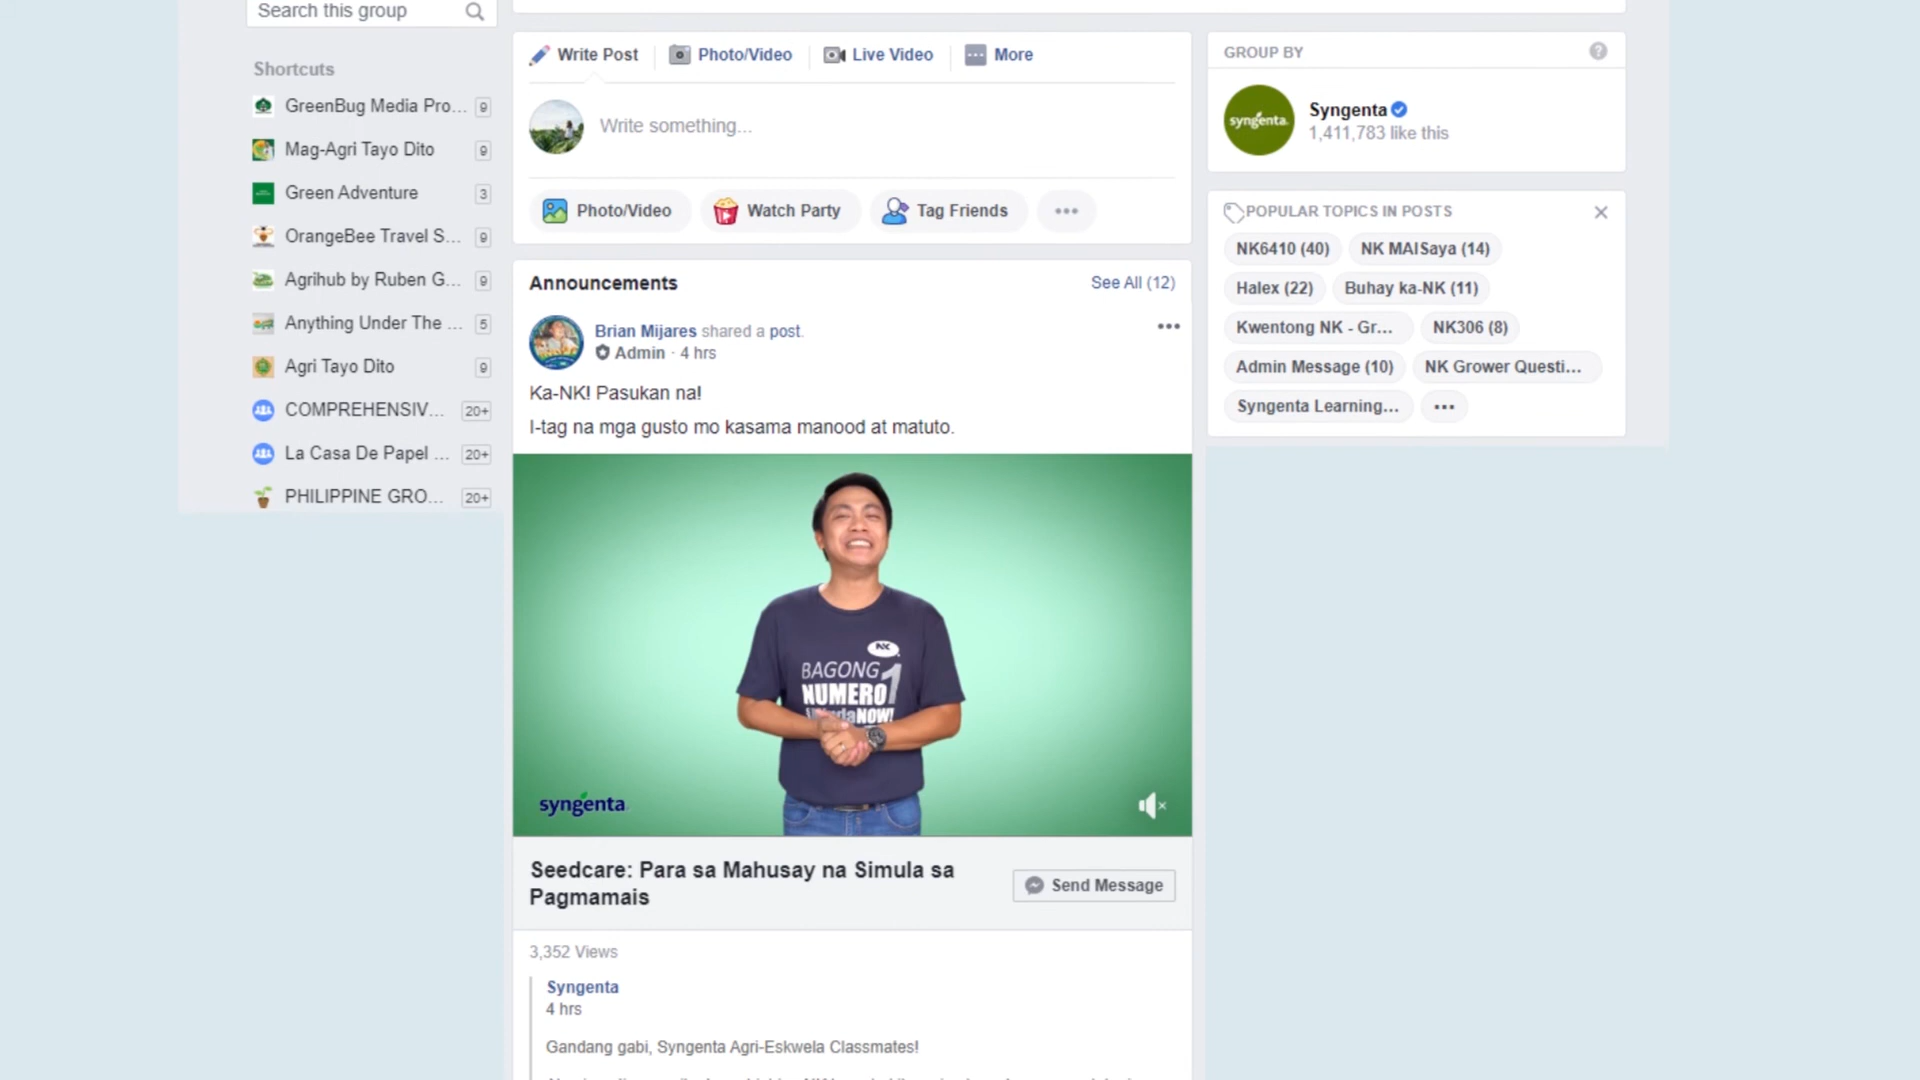 Search this group
Shortcuts
GreenBug Media Pro... 9
Mag-Agri Tayo Dito 9
Green Adventure 3
OrangeBee Travel S... 9
Agrihub by Ruben G... 9
Anything Under The ... 5
Agri Tayo Dito 9
COMPREHENSIV... 20+
La Casa De Papel ... 20+
PHILIPPINE GRO... 20+
Write Post Photo/Video Live Video More
Write something...
Photo/Video Watch Party Tag Friends
Announcements See All (12)
Brian Mijares shared a post.
Admin · 4 hrs
Ka-NK! Pasukan na!
I-tag na mga gusto mo kasama manood at matuto.
NK
BAGONG
NUMERO 1
NOW!
syngenta
Seedcare: Para sa Mahusay na Simula sa
Pagmamais
Send Message
3,352 Views
Syngenta
4 hrs
Gandang gabi, Syngenta Agri-Eskwela Classmates!
GROUP BY
syngenta
Syngenta
1,411,783 like this
POPULAR TOPICS IN POSTS
NK6410 (40) NK MAISaya (14)
Halex (22) Buhay ka-NK (11)
Kwentong NK - Gr... NK306 (8)
Admin Message (10) NK Grower Questi...
Syngenta Learning...